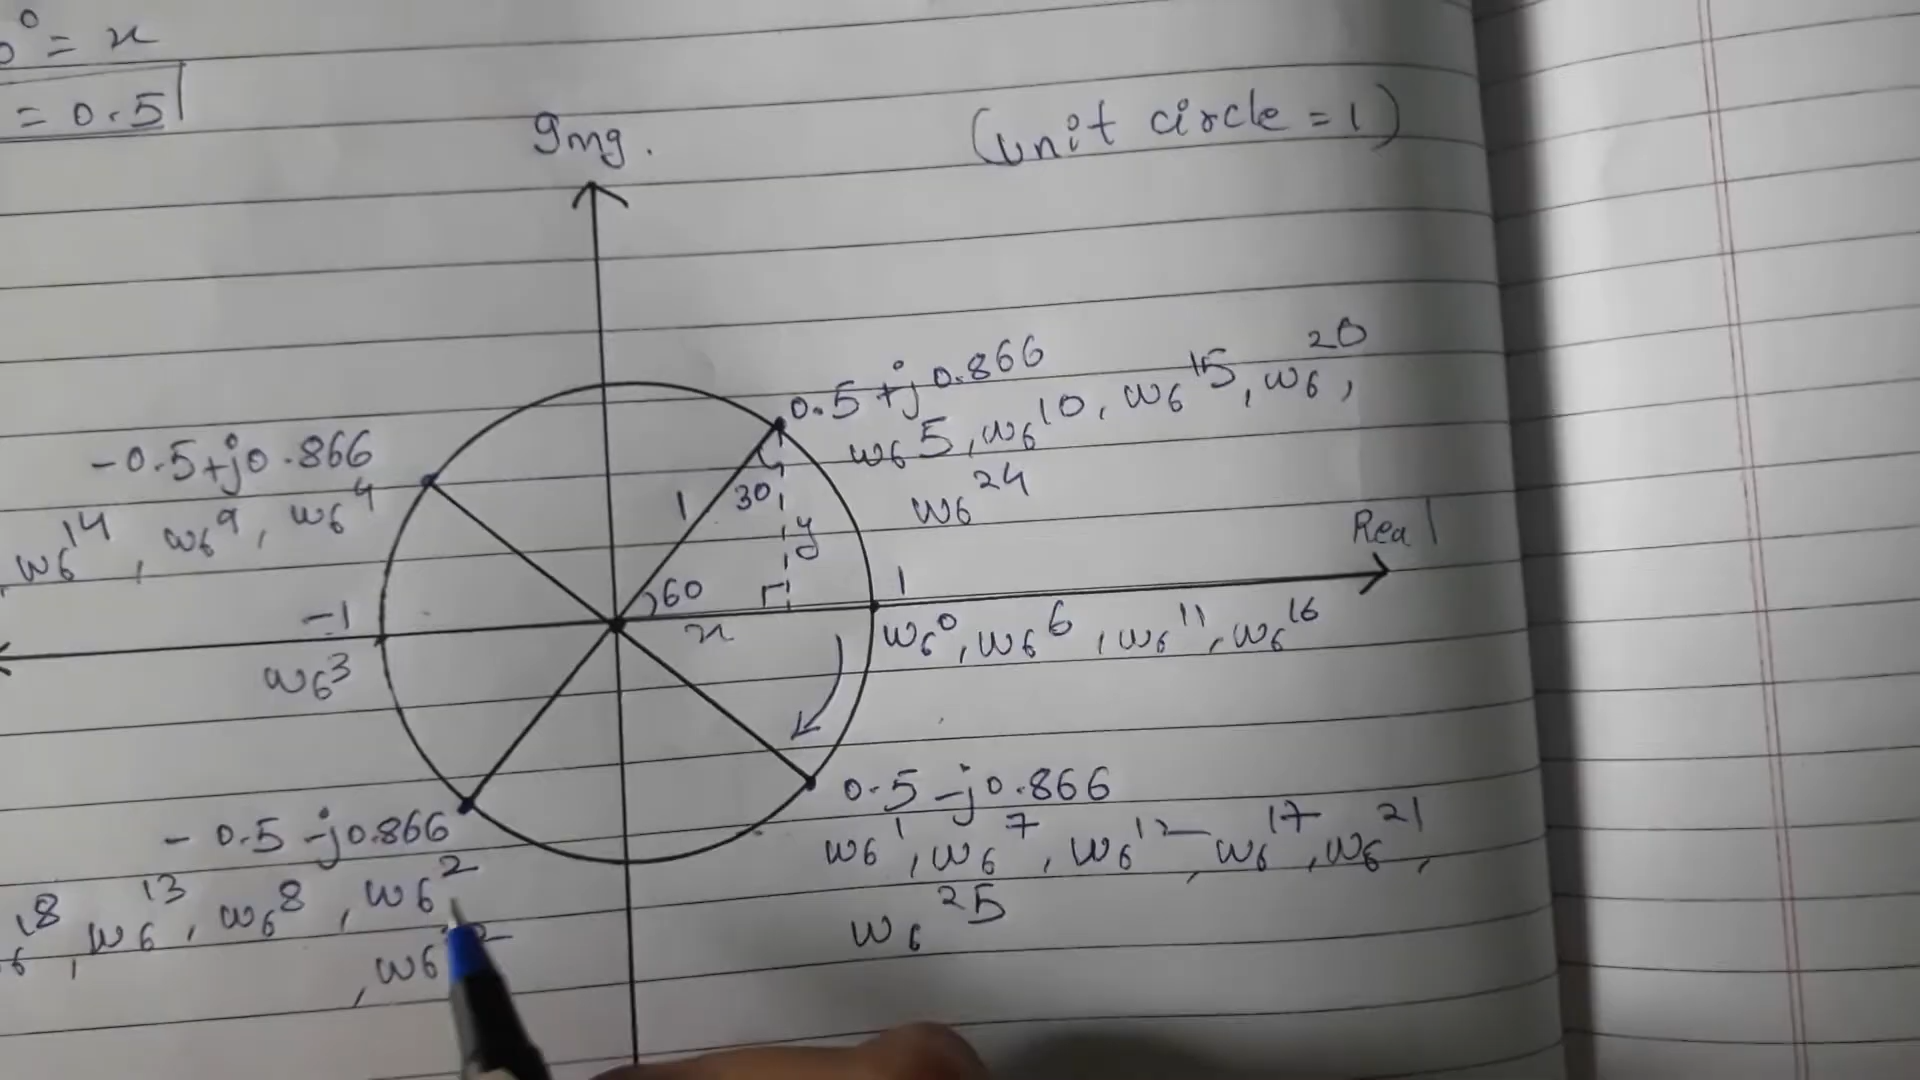 = x
= 0.5
Img.
(unit circle = 1)
0.5+j0.866
w6^5, w6^10, w6^15, w6^20,
w6^24
-0.5+j0.866
w6^14, w6^9, w6^4
1 30 y
60 x
Real
1
w6^0, w6^6, w6^11, w6^16
-1
w6^3
0.5-j0.866
w6^1, w6^7, w6^12, w6^17, w6^21,
w6^25
-0.5-j0.866
18, w6^13, w6^8, w6^2
, w6